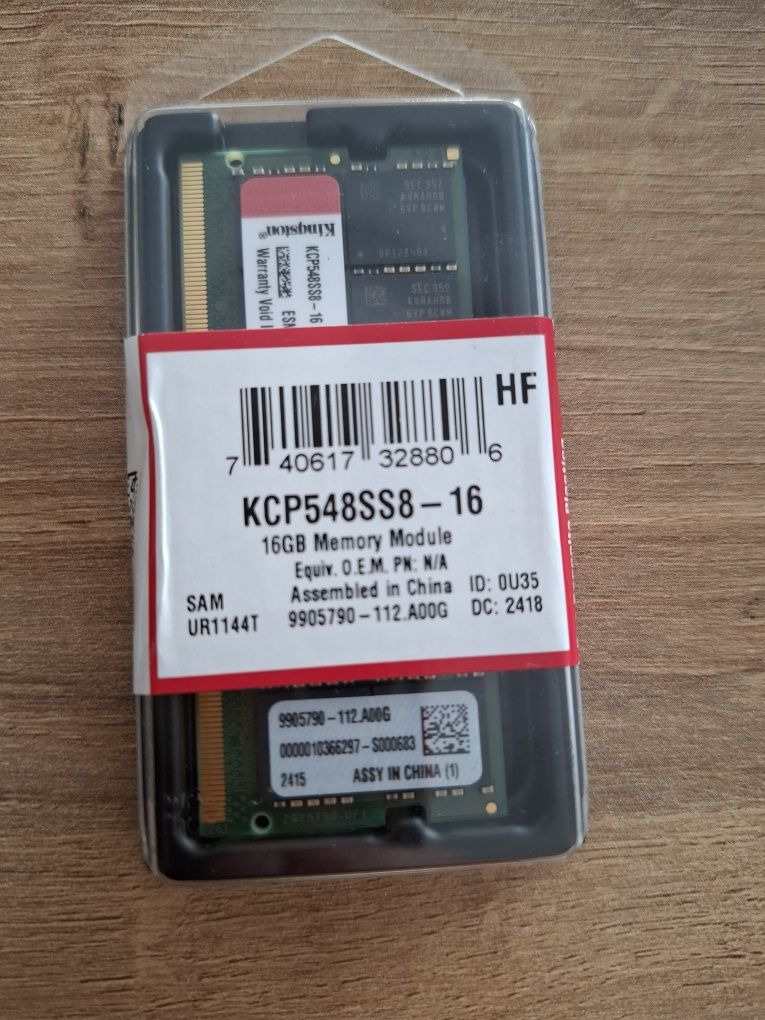 SEC 352
K4RAH08
6VP BCWM
Kingston®
KCP548SS8-16
Warranty Void
SEC 352
K4RAH08
6VP BCWM
HF
7 40617 32880 6
KCP548SS8-16
16GB Memory Module
Equiv. O.E.M. PN: N/A
Assembled in China ID: 0U35
SAM
UR1144T 9905790-112.A00G DC: 2418
9905790-112.A00G
0000010366297-S000683
2415 ASSY IN CHINA (1)